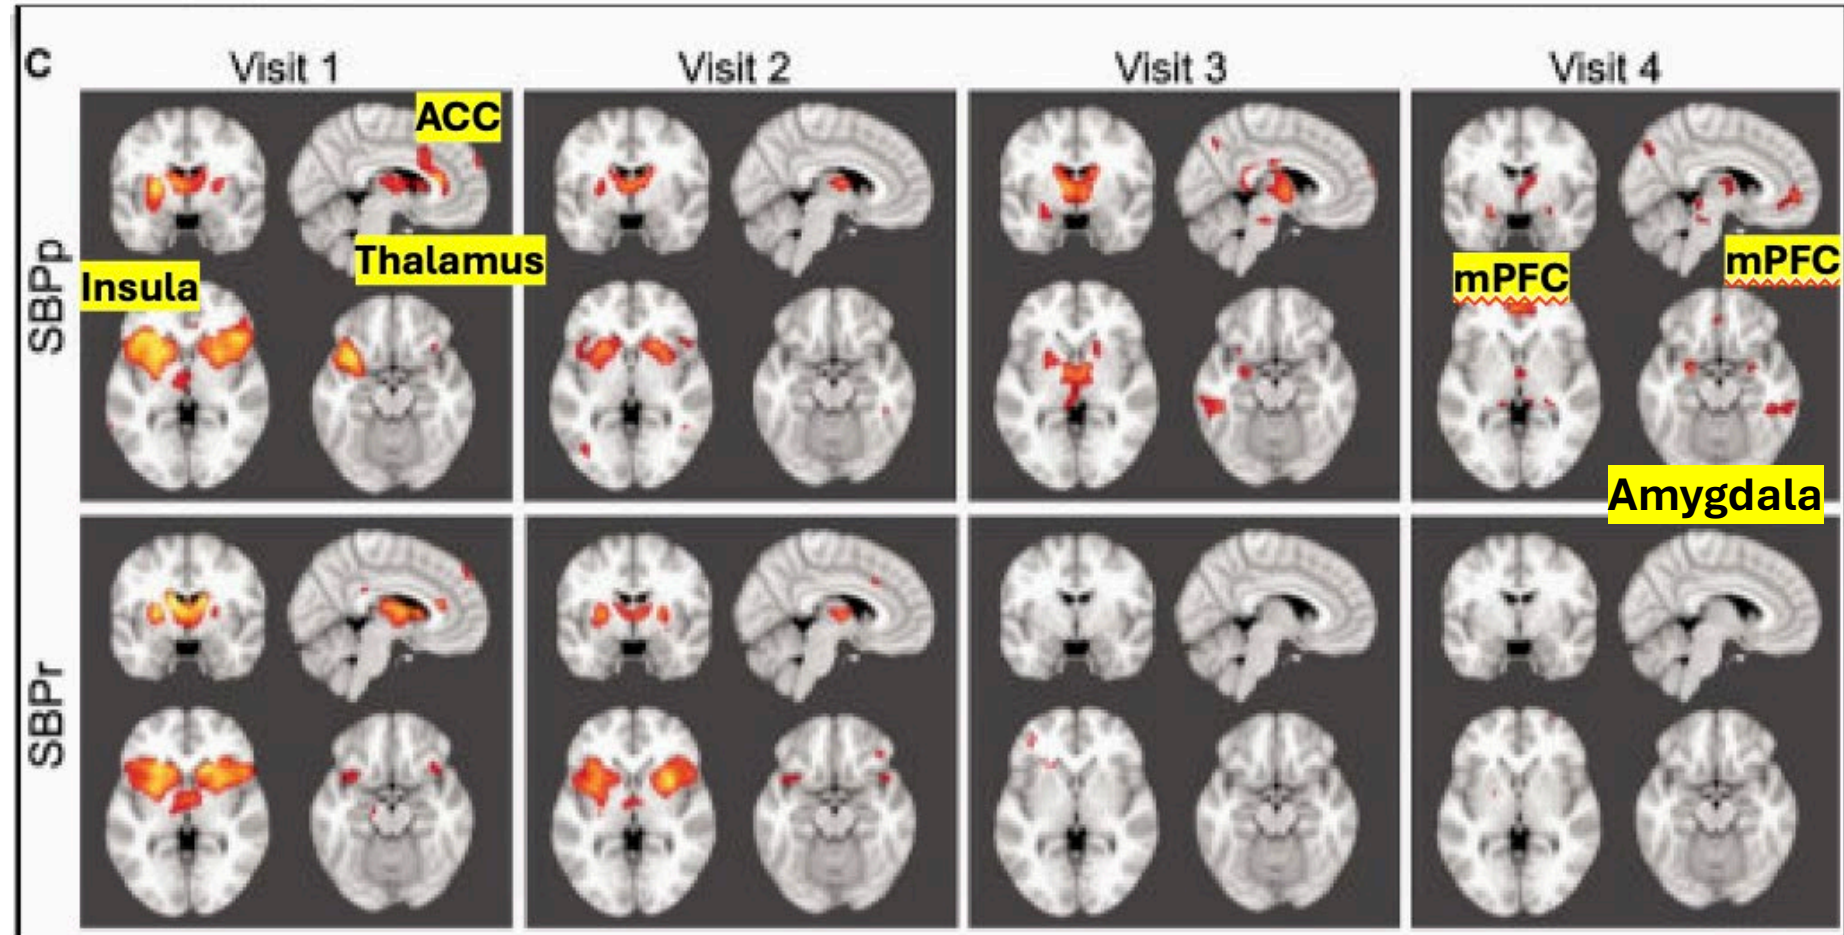 C
Visit 1
Visit 2
Visit 3
Visit 4
SBPp
ACC
Thalamus
Insula
mPFC
mPFC
Amygdala
SBPr